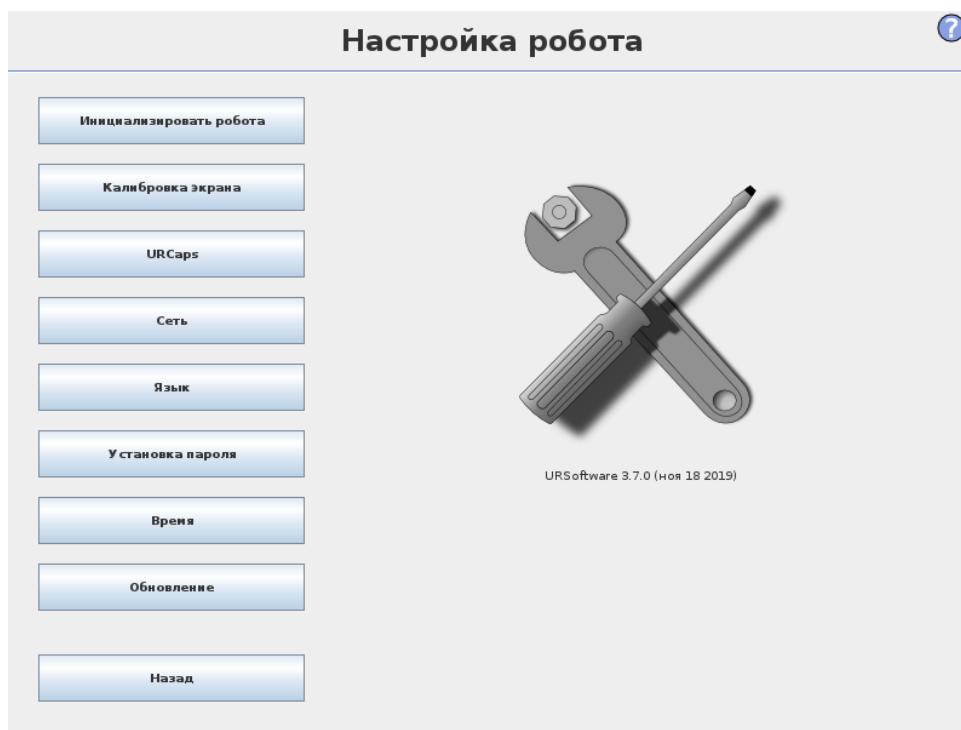 Настройка робота
?
Инициализировать робота
Калибровка экрана
URCaps
Сеть
Язык
Установка пароля
Время
Обновление
Назад
URSoftware 3.7.0 (ноя 18 2019)